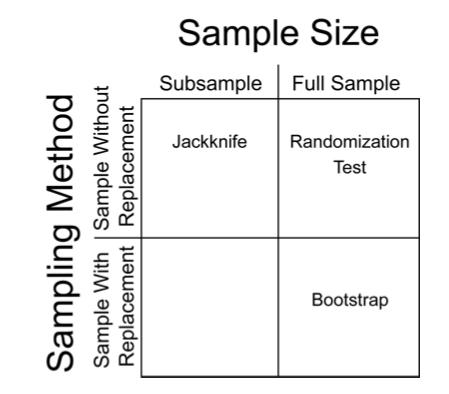 Sample Size
Subsample
Full Sample
Sampling Method
Sample Without
Replacement
Jackknife
Randomization
Test
Sample With
Replacement
Bootstrap